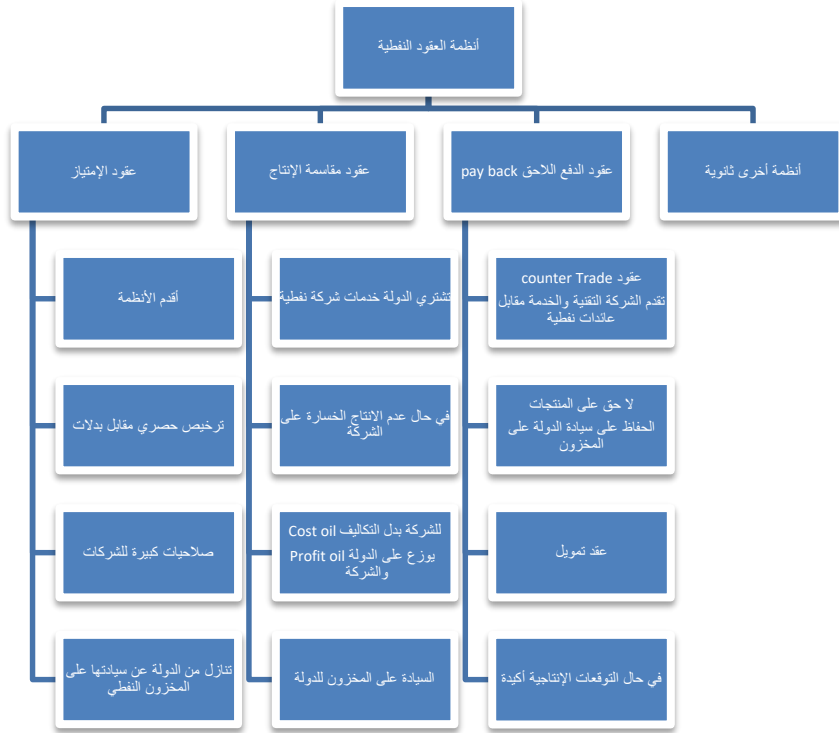 أنظمة العقود النفطية
عقود الإمتياز
عقود مقاسمة الإنتاج
عقود الدفع اللاحق pay back
أنظمة أخرى ثانوية
أقدم الأنظمة
ترخيص حصري مقابل بدلات
صلاحيات كبيرة للشركات
تنازل من الدولة عن سيادتها على
المخزون النفطي
تشتري الدولة خدمات شركة نفطية
في حال عدم الانتاج الخسارة على
الشركة
للشركة بدل التكاليف Cost oil
يوزع على الدولة Profit oil
والشركة
السيادة على المخزون للدولة
عقود counter Trade
تقدم الشركة التقنية والخدمة مقابل
عائدات نفطية
لا حق على المنتجات
الحفاظ على سيادة الدولة على
المخزون
عقد تمويل
في حال التوقعات الإنتاجية أكيدة